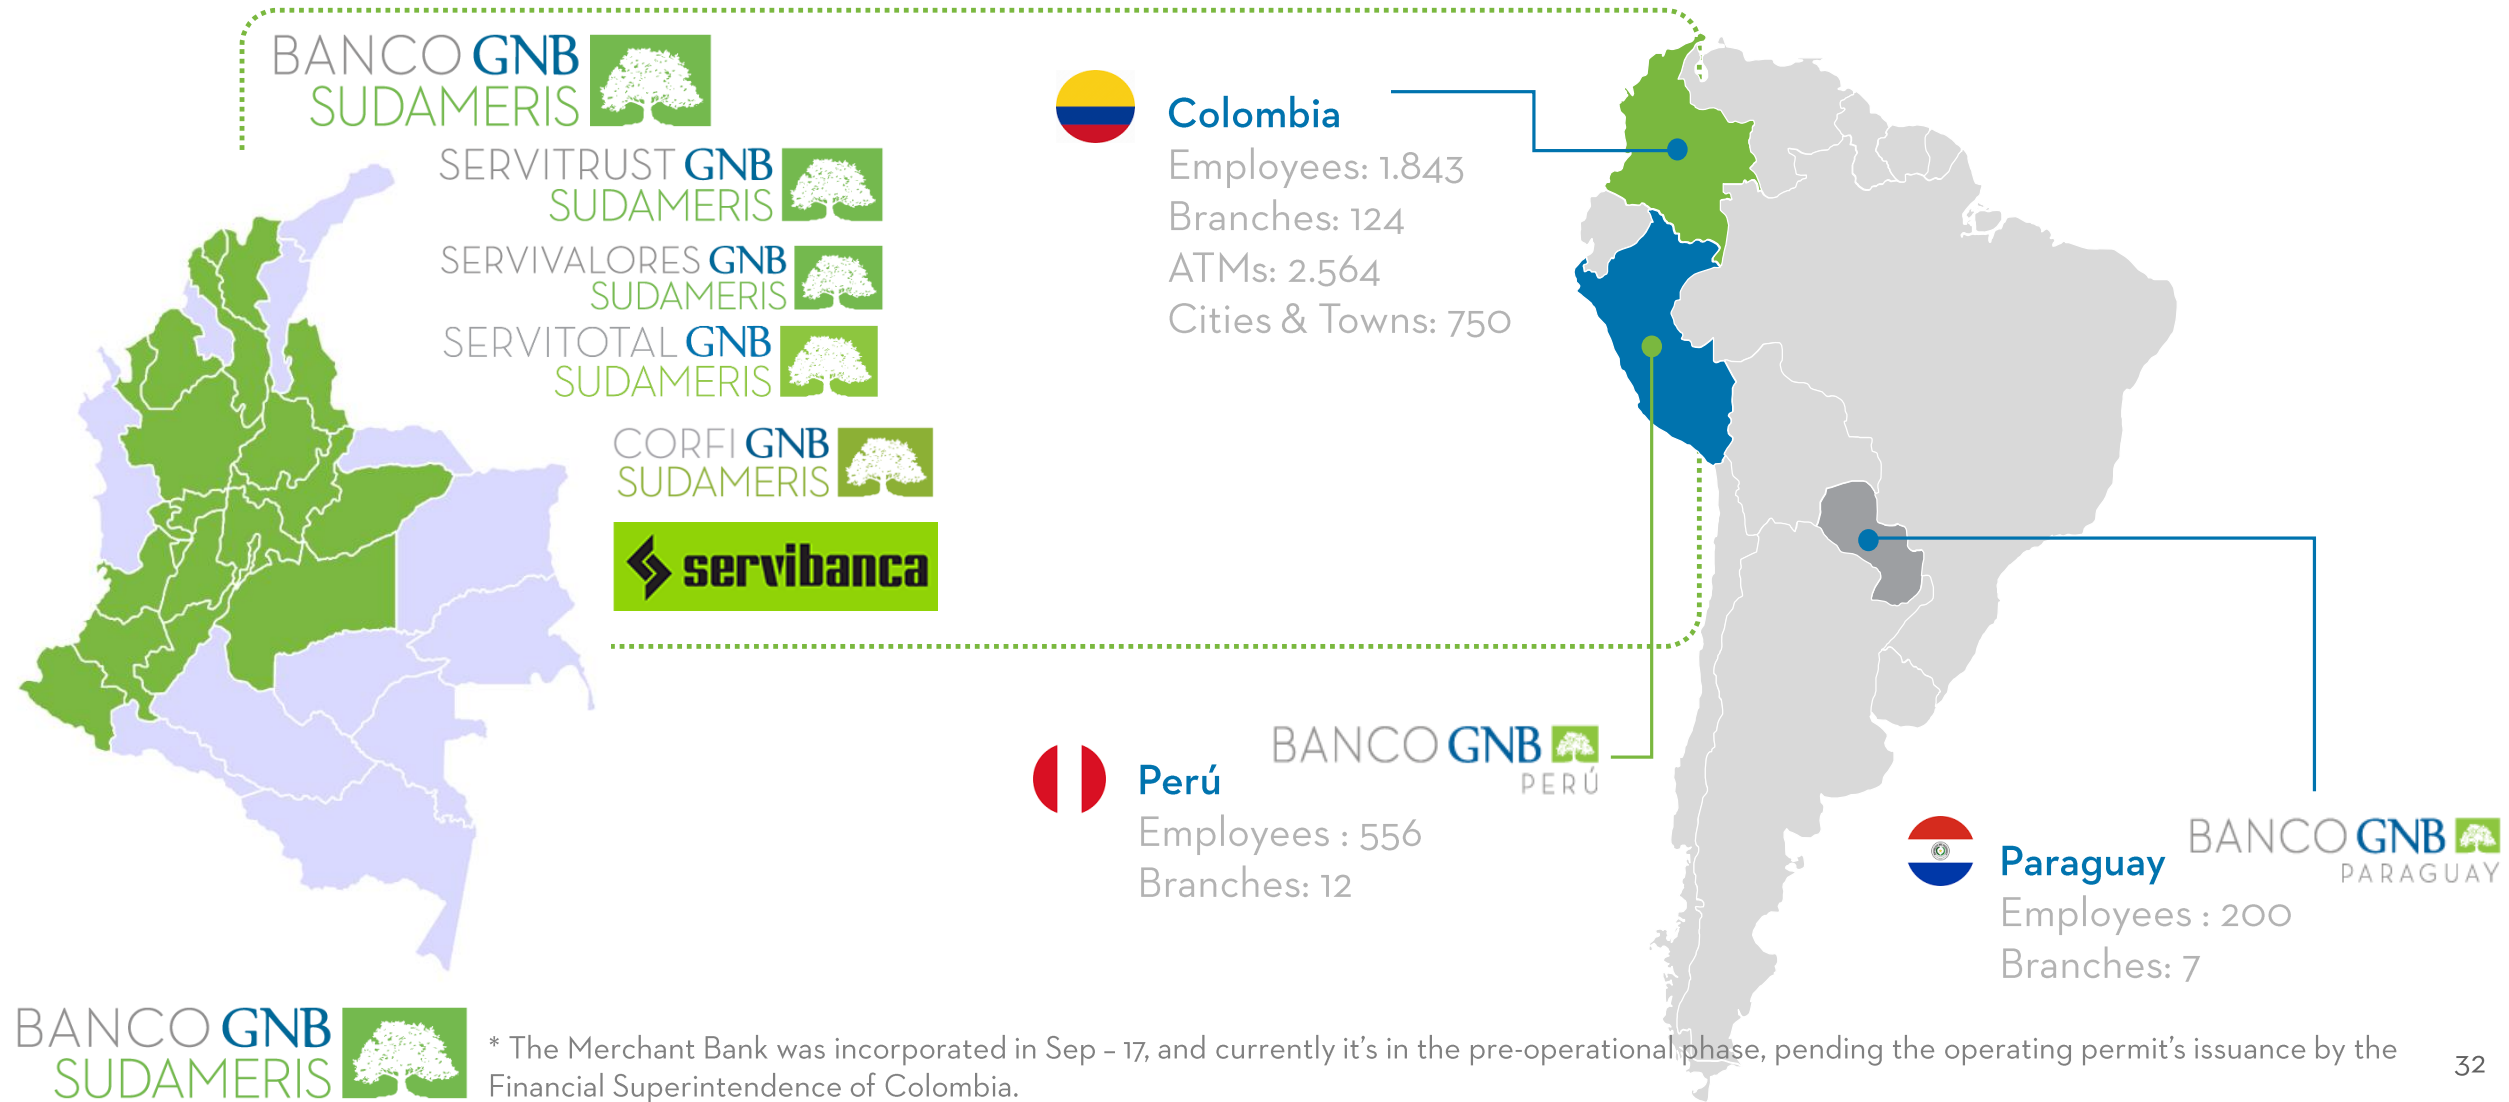 BANCO GNB
SUDAMERIS
SERVITRUST GNB
SUDAMERIS
SERVIVALORES GNB
SUDAMERIS
SERVITOTAL GNB
SUDAMERIS
CORFI GNB
SUDAMERIS
servibanca
Colombia
Employees: 1.843
Branches: 124
ATMs: 2.564
Cities & Towns: 750
BANCO GNB
PERÚ
Perú
Employees : 556
Branches: 12
BANCO GNB
PARAGUAY
Paraguay
Employees : 200
Branches: 7
BANCO GNB
SUDAMERIS
* The Merchant Bank was incorporated in Sep – 17, and currently it's in the pre-operational phase, pending the operating permit's issuance by the
Financial Superintendence of Colombia.
32